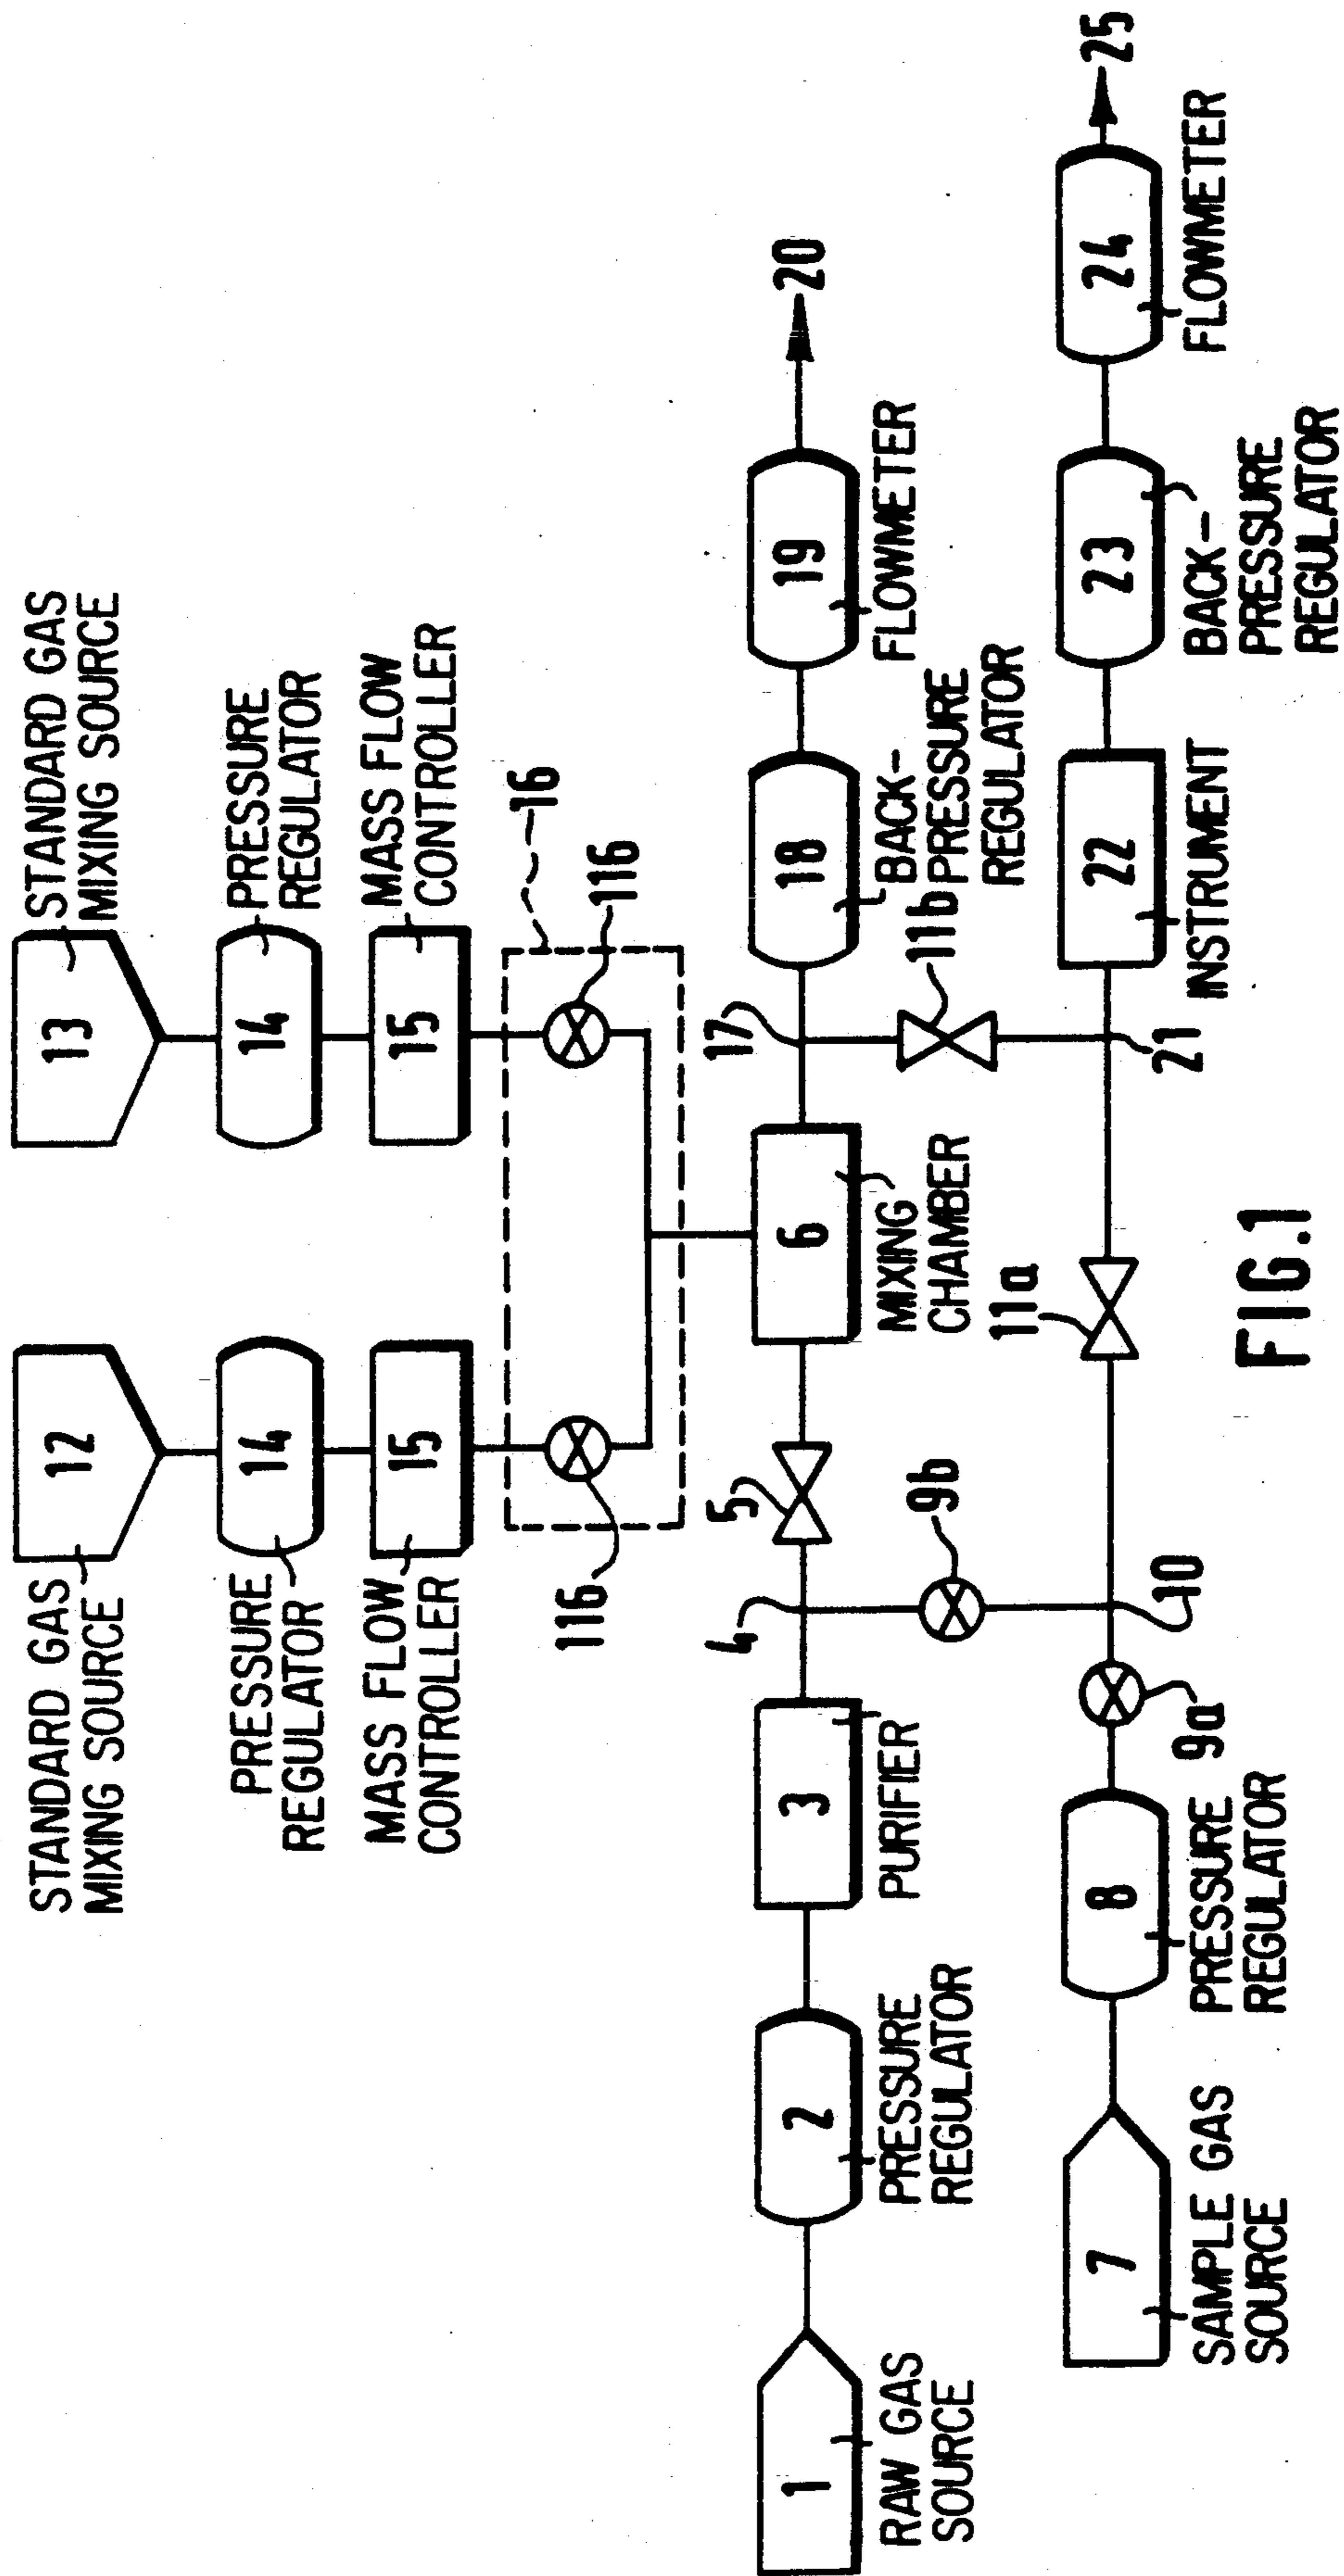 STANDARD GAS
MIXING SOURCE
12
STANDARD GAS
MIXING SOURCE
13
PRESSURE
REGULATOR
14
14
PRESSURE
REGULATOR
MASS FLOW
CONTROLLER
15
15
MASS FLOW
CONTROLLER
16
116
116
1
RAW GAS
SOURCE
2
PRESSURE
REGULATOR
3
PURIFIER
4
5
6
MIXING
CHAMBER
17
18
BACK-
PRESSURE
REGULATOR
19
FLOWMETER
20
9b
11b
7
SAMPLE GAS
SOURCE
8
PRESSURE
REGULATOR
9a
10
11a
21
22
INSTRUMENT
23
BACK-
PRESSURE
REGULATOR
24
FLOWMETER
25
FIG.1